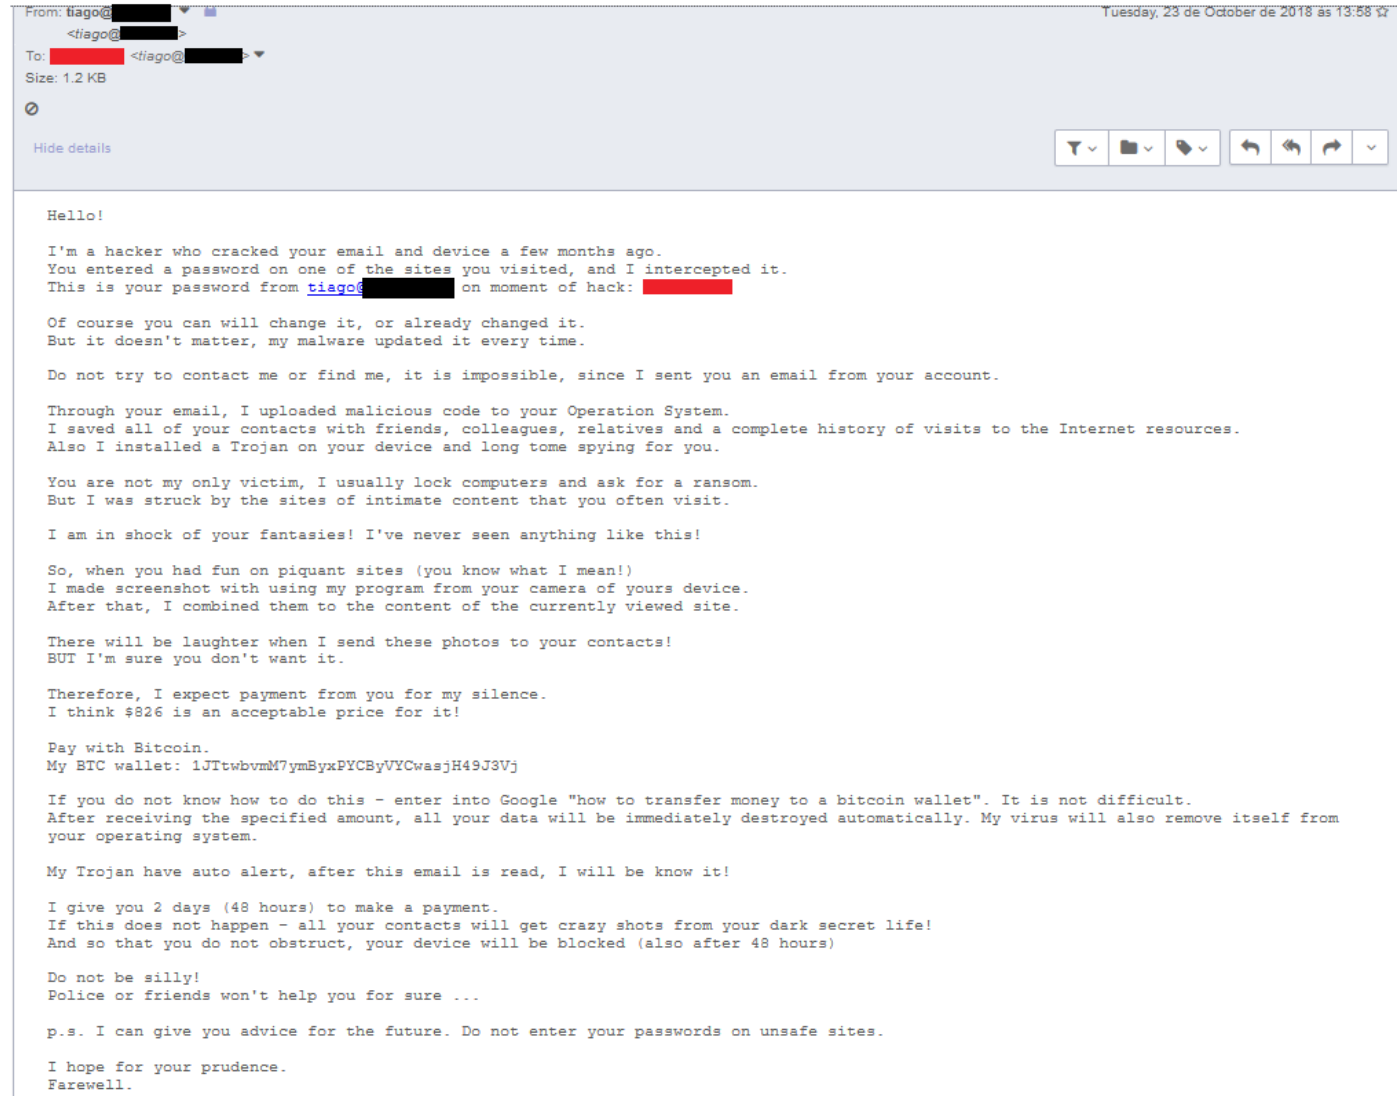 From: tiago@
<tiago@ >
Tuesday, 23 de October de 2018 ás 13:58
To: <tiago@ >
Size: 1.2 KB
Hide details
Hello!
I'm a hacker who cracked your email and device a few months ago.
You entered a password on one of the sites you visited, and I intercepted it.
This is your password from tiago@ on moment of hack:
Of course you can will change it, or already changed it.
But it doesn't matter, my malware updated it every time.
Do not try to contact me or find me, it is impossible, since I sent you an email from your account.
Through your email, I uploaded malicious code to your Operation System.
I saved all of your contacts with friends, colleagues, relatives and a complete history of visits to the Internet resources.
Also I installed a Trojan on your device and long tome spying for you.
You are not my only victim, I usually lock computers and ask for a ransom.
But I was struck by the sites of intimate content that you often visit.
I am in shock of your fantasies! I've never seen anything like this!
So, when you had fun on piquant sites (you know what I mean!)
I made screenshot with using my program from your camera of yours device.
After that, I combined them to the content of the currently viewed site.
There will be laughter when I send these photos to your contacts!
BUT I'm sure you don't want it.
Therefore, I expect payment from you for my silence.
I think $826 is an acceptable price for it!
Pay with Bitcoin.
My BTC wallet: 1JTtwbvmM7ymByxPYCByVYCwasjH49J3Vj
If you do not know how to do this - enter into Google "how to transfer money to a bitcoin wallet". It is not difficult.
After receiving the specified amount, all your data will be immediately destroyed automatically. My virus will also remove itself from
your operating system.
My Trojan have auto alert, after this email is read, I will be know it!
I give you 2 days (48 hours) to make a payment.
If this does not happen - all your contacts will get crazy shots from your dark secret life!
And so that you do not obstruct, your device will be blocked (also after 48 hours)
Do not be silly!
Police or friends won't help you for sure ...
p.s. I can give you advice for the future. Do not enter your passwords on unsafe sites.
I hope for your prudence.
Farewell.